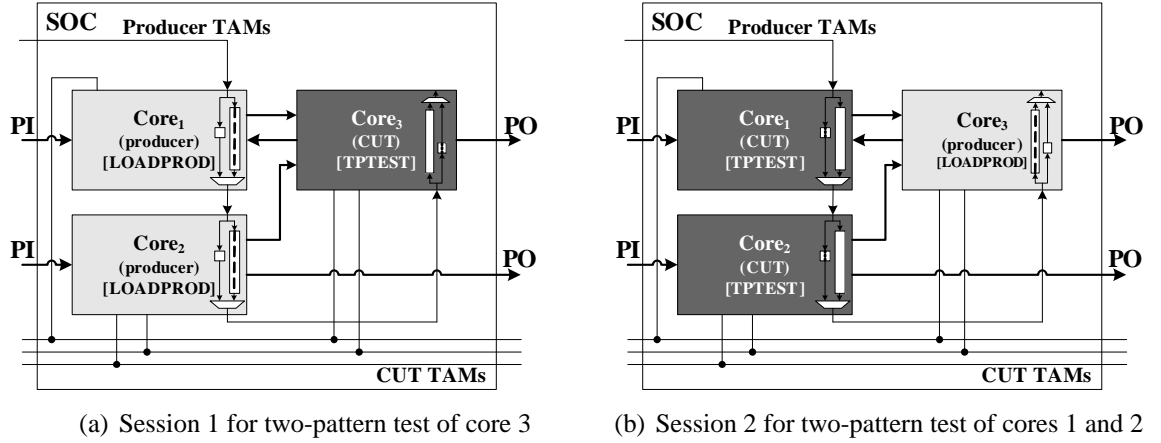 SOC
Producer TAMs
PI
Core1
(producer)
[LOADPROD]
Core3
(CUT)
[TPTEST]
PO
PI
Core2
(producer)
[LOADPROD]
PO
CUT TAMs
(a) Session 1 for two-pattern test of core 3
SOC
Producer TAMs
PI
Core1
(CUT)
[TPTEST]
Core3
(producer)
[LOADPROD]
PO
PI
Core2
(CUT)
[TPTEST]
PO
CUT TAMs
(b) Session 2 for two-pattern test of cores 1 and 2